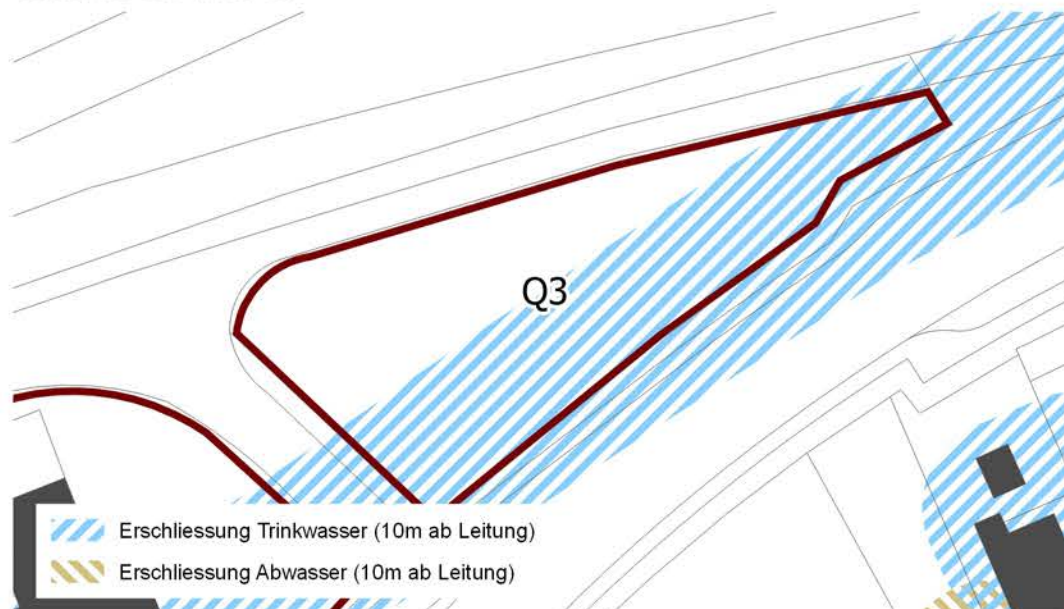 Q3
Erschliessung Trinkwasser (10m ab Leitung)
Erschliessung Abwasser (10m ab Leitung)